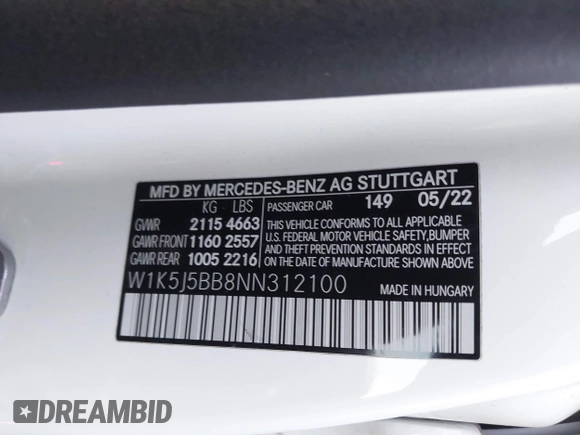 MFD BY MERCEDES-BENZ AG STUTTGART
KG LBS PASSENGER CAR 149 05/22
GVWR 2115 4663 THIS VEHICLE CONFORMS TO ALL APPLICABLE
GAWR FRONT 1160 2557 U.S. FEDERAL MOTOR VEHICLE SAFETY, BUMPER,
GAWR REAR 1005 2216 AND THEFT PREVENTION STANDARDS IN EFFECT
ON THE DATE OF MANUFACTURE SHOWN ABOVE.
W1K5J5BB8NN312100 MADE IN HUNGARY
DREAMBID